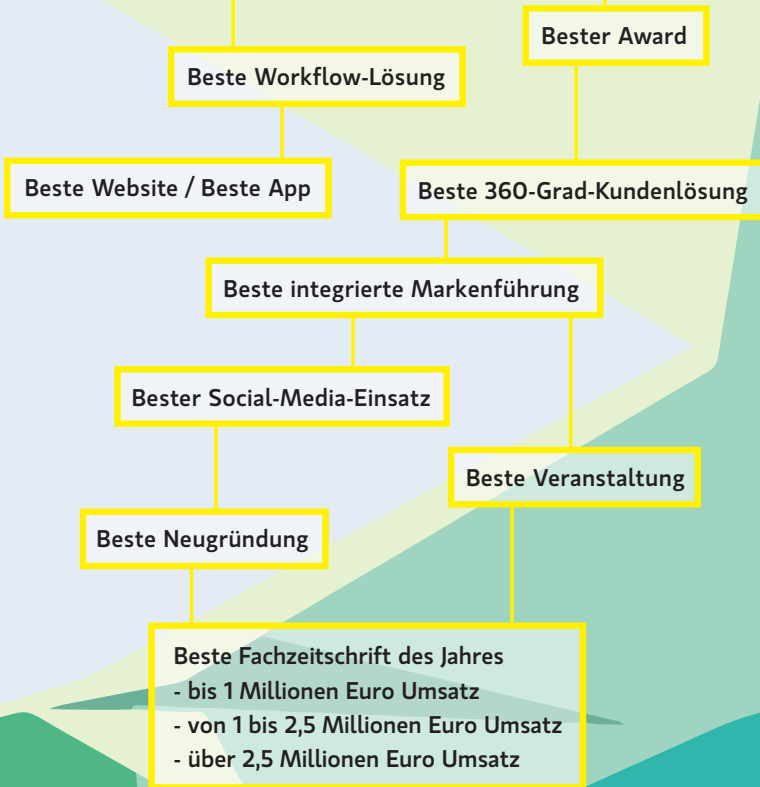 Bester Award
Beste Workflow-Lösung
Beste Website / Beste App
Beste 360-Grad-Kundenlösung
Beste integrierte Markenführung
Bester Social-Media-Einsatz
Beste Veranstaltung
Beste Neugründung
Beste Fachzeitschrift des Jahres
- bis 1 Millionen Euro Umsatz
- von 1 bis 2,5 Millionen Euro Umsatz
- über 2,5 Millionen Euro Umsatz